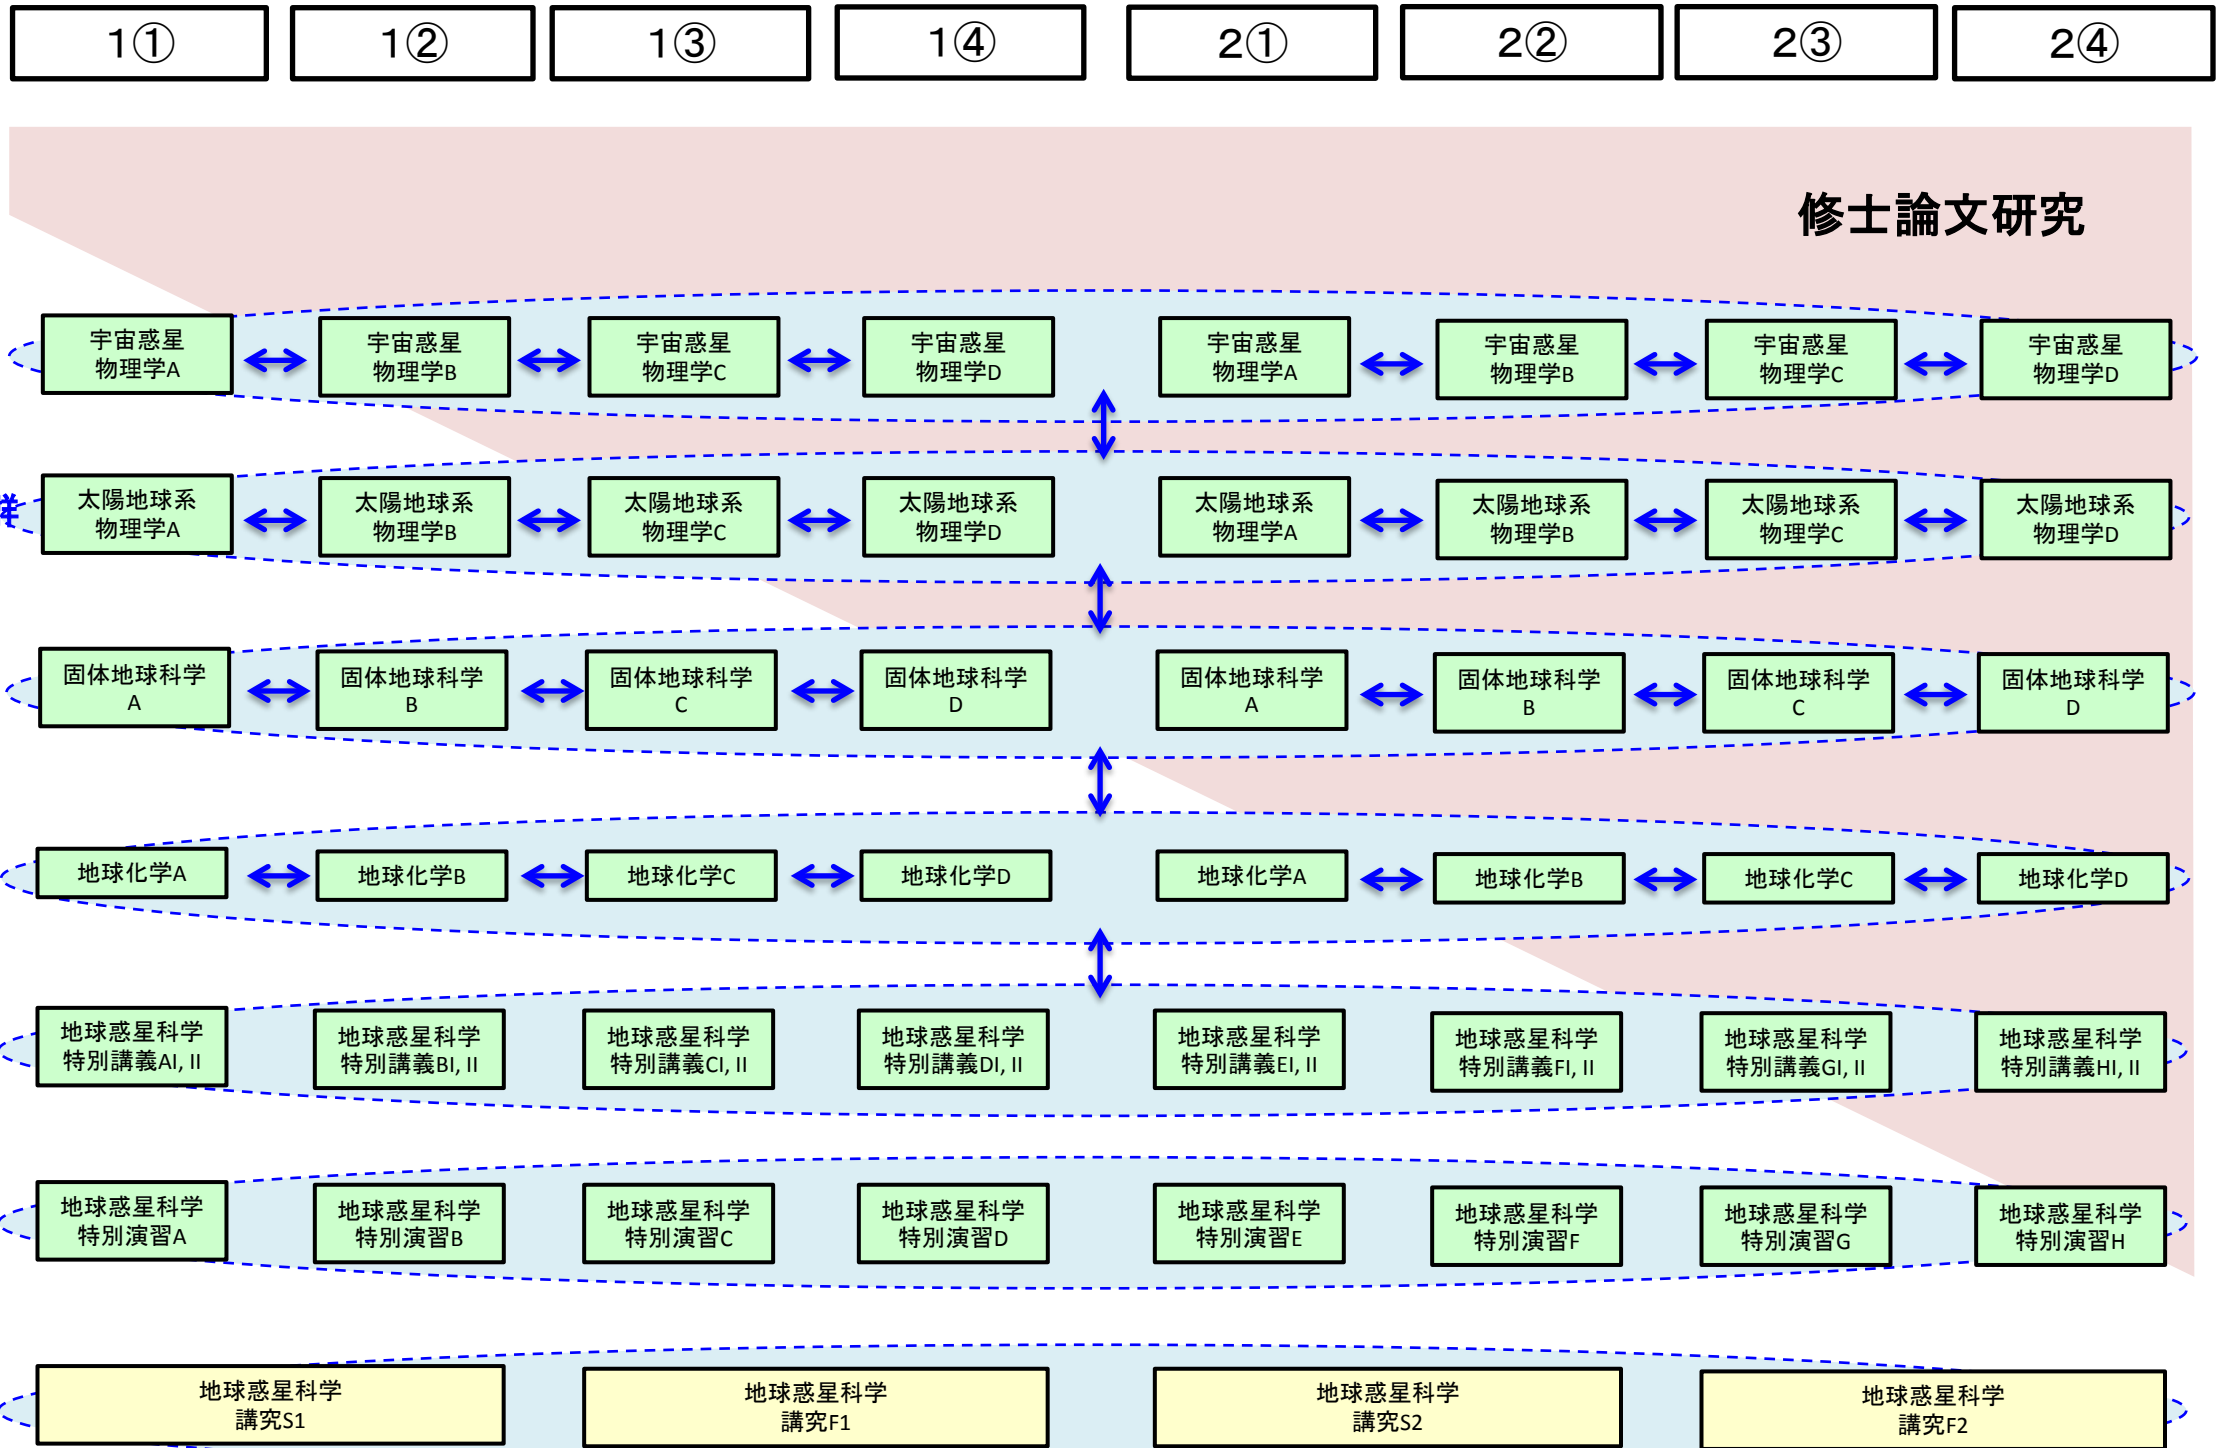 1①
1②
1③
1④
2①
2②
2③
2④
修士論文研究
宇宙惑星
物理学A
宇宙惑星
物理学B
宇宙惑星
物理学C
宇宙惑星
物理学D
宇宙惑星
物理学A
宇宙惑星
物理学B
宇宙惑星
物理学C
宇宙惑星
物理学D
太陽地球系
物理学A
太陽地球系
物理学B
太陽地球系
物理学C
太陽地球系
物理学D
太陽地球系
物理学A
太陽地球系
物理学B
太陽地球系
物理学C
太陽地球系
物理学D
固体地球科学
A
固体地球科学
B
固体地球科学
C
固体地球科学
D
固体地球科学
A
固体地球科学
B
固体地球科学
C
固体地球科学
D
地球化学A
地球化学B
地球化学C
地球化学D
地球化学A
地球化学B
地球化学C
地球化学D
地球惑星科学
特別講義AI, II
地球惑星科学
特別講義BI, II
地球惑星科学
特別講義CI, II
地球惑星科学
特別講義DI, II
地球惑星科学
特別講義EI, II
地球惑星科学
特別講義FI, II
地球惑星科学
特別講義GI, II
地球惑星科学
特別講義HI, II
地球惑星科学
特別演習A
地球惑星科学
特別演習B
地球惑星科学
特別演習C
地球惑星科学
特別演習D
地球惑星科学
特別演習E
地球惑星科学
特別演習F
地球惑星科学
特別演習G
地球惑星科学
特別演習H
地球惑星科学
講究S1
地球惑星科学
講究F1
地球惑星科学
講究S2
地球惑星科学
講究F2